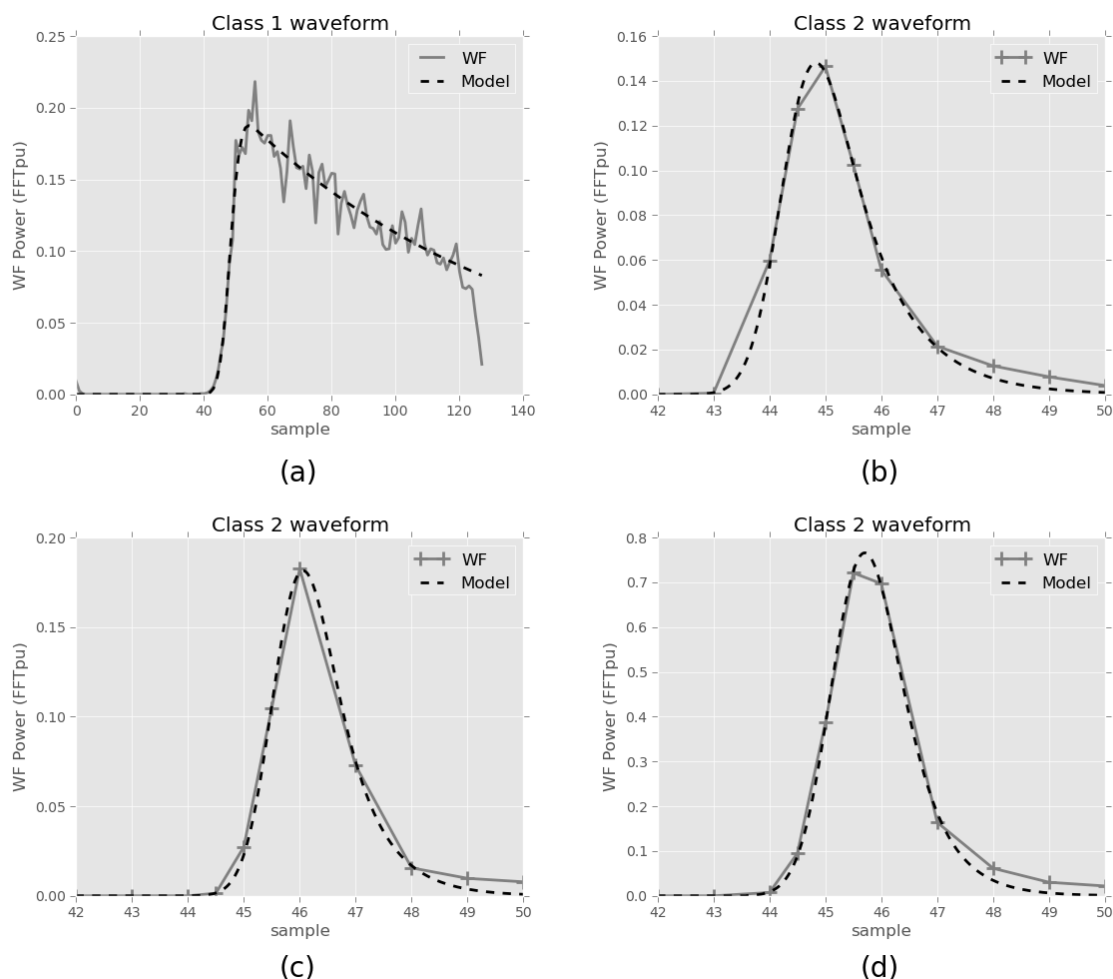 Class 1 waveform
0.25
0.20
0.15
0.10
0.05
0.00
WF Power (FFTpu)
WF
Model
0 20 40 60 80 100 120 140
sample
(a)
Class 2 waveform
0.16
0.14
0.12
0.10
0.08
0.06
0.04
0.02
0.00
WF Power (FFTpu)
WF
Model
42 43 44 45 46 47 48 49 50
sample
(b)
Class 2 waveform
0.20
0.15
0.10
0.05
0.00
WF Power (FFTpu)
WF
Model
42 43 44 45 46 47 48 49 50
sample
(c)
Class 2 waveform
0.8
0.7
0.6
0.5
0.4
0.3
0.2
0.1
0.0
WF Power (FFTpu)
WF
Model
42 43 44 45 46 47 48 49 50
sample
(d)